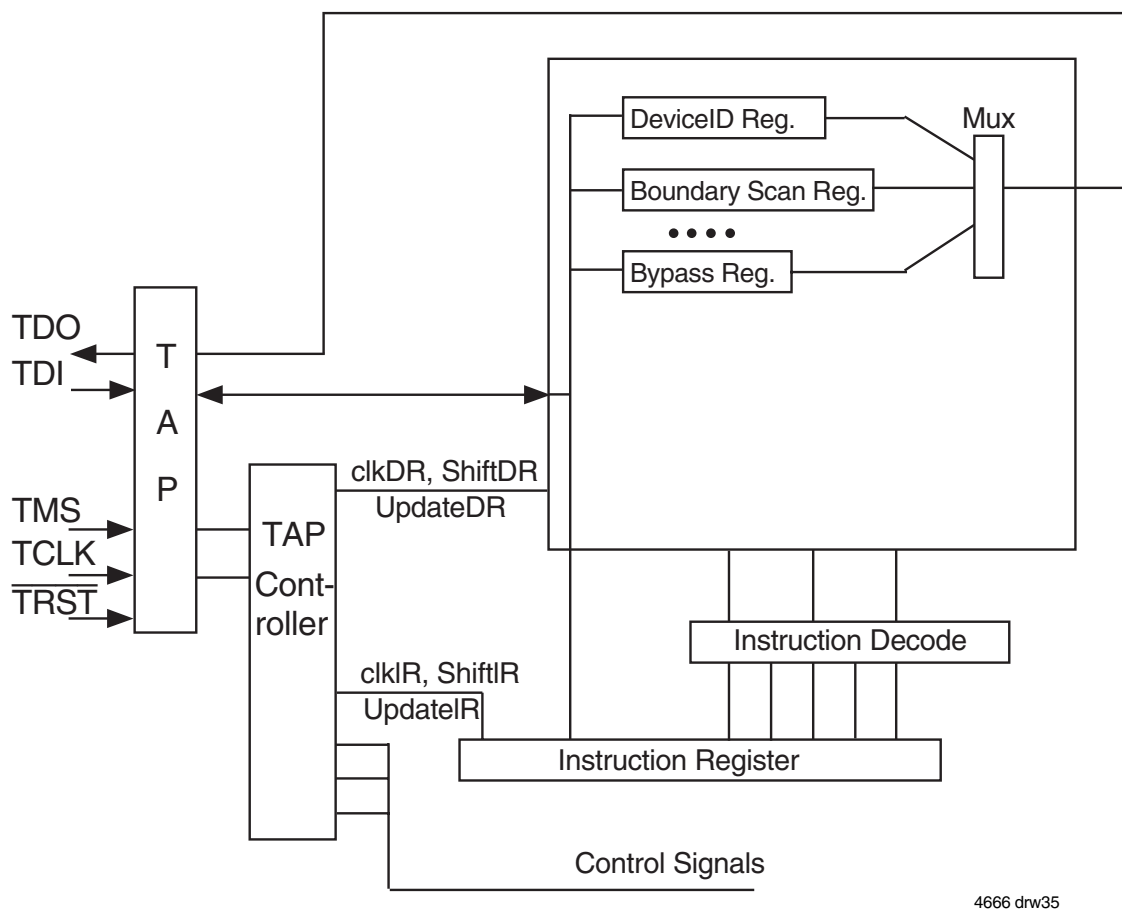 DeviceID Reg.
Mux
Boundary Scan Reg.
Bypass Reg.
TDO
TDI
TMS
TCLK
TRST
T
A
P
TAP
Cont-
roller
clkDR, ShiftDR
UpdateDR
Instruction Decode
clkIR, ShiftIR
UpdateIR
Instruction Register
Control Signals
4666 drw35